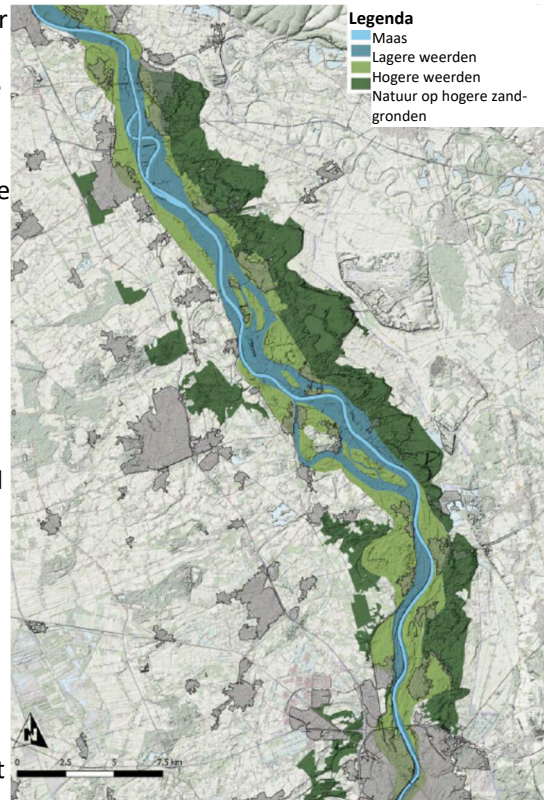 r
e
l
t
Legenda
Maas
Lagere weerden
Hogere weerden
Natuur op hogere zand-
gronden
N
0 2.5 5 7.5 km